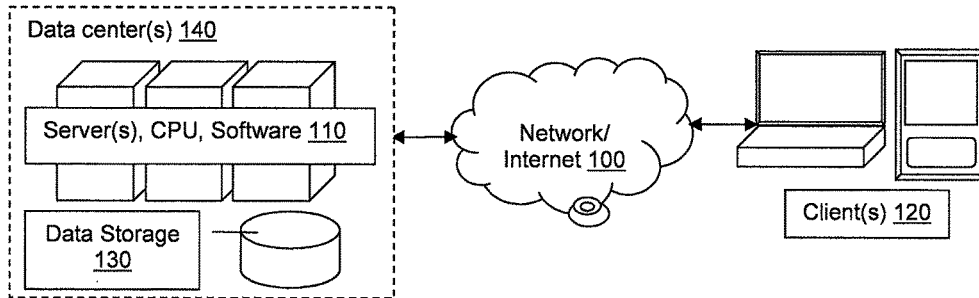 Data center(s) 140
Server(s), CPU, Software 110
Data Storage
130
Network/
Internet 100
Client(s) 120